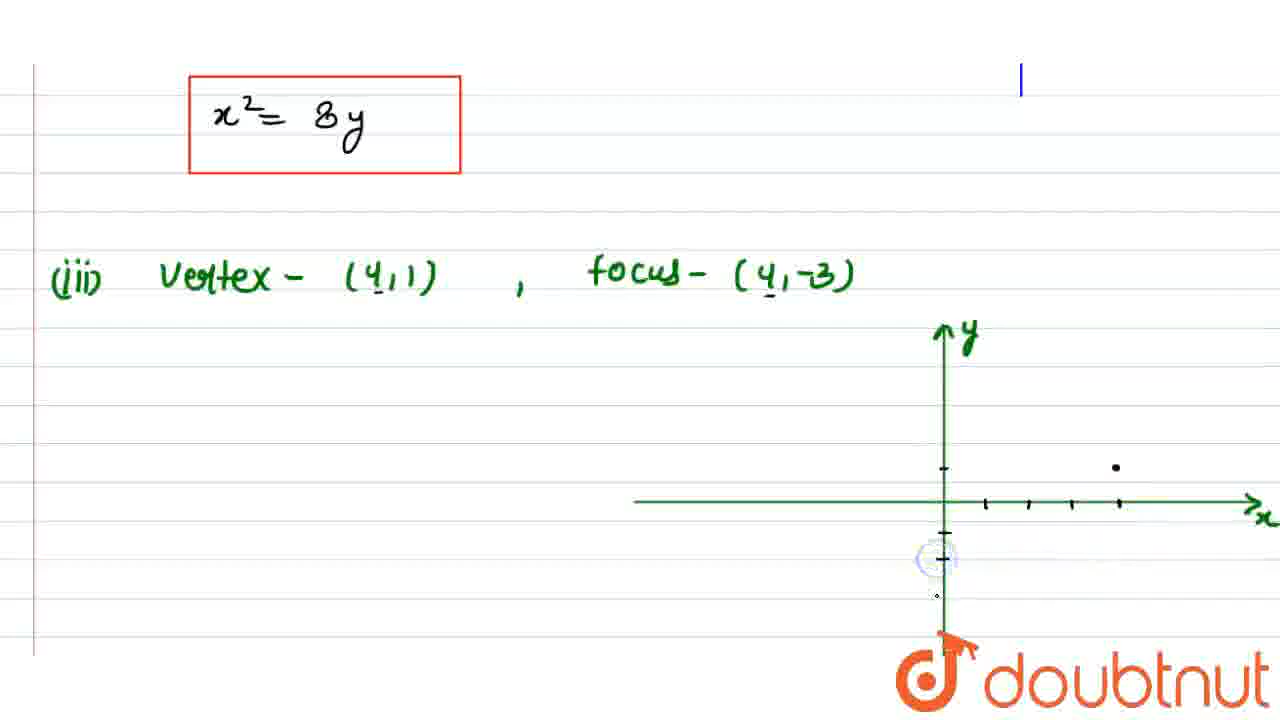 x² = 8y
(iii) Vertex - (4,1) , focus - (4,-3)
y
x
doubtnut